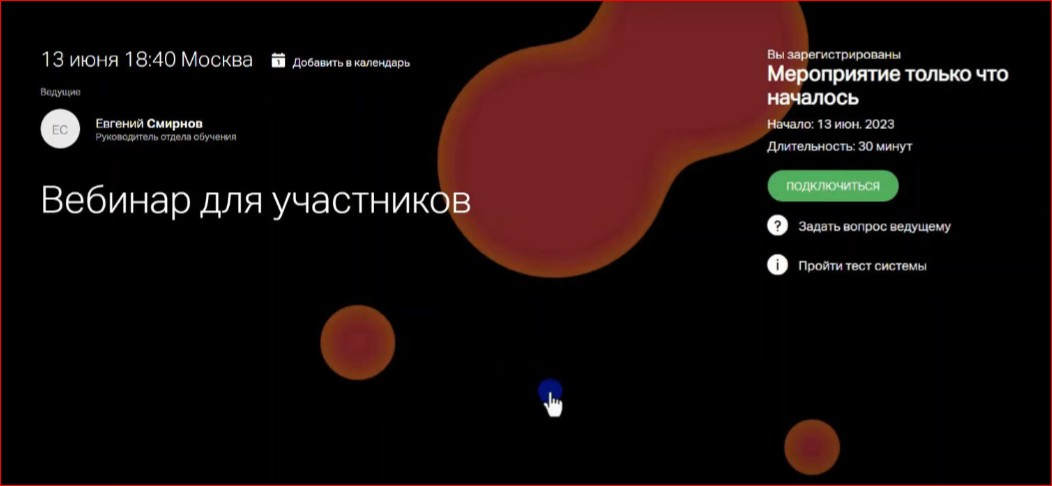 13 июня 18:40 Москва
1
Добавить в календарь
Ведущие
ЕС
Евгений Смирнов
Руководитель отдела обучения
Вебинар для участников
Вы зарегистрированы
Мероприятие только что
началось
Начало: 13 июн. 2023
Длительность: 30 минут
ПОДКЛЮЧИТЬСЯ
? Задать вопрос ведущему
i Пройти тест системы